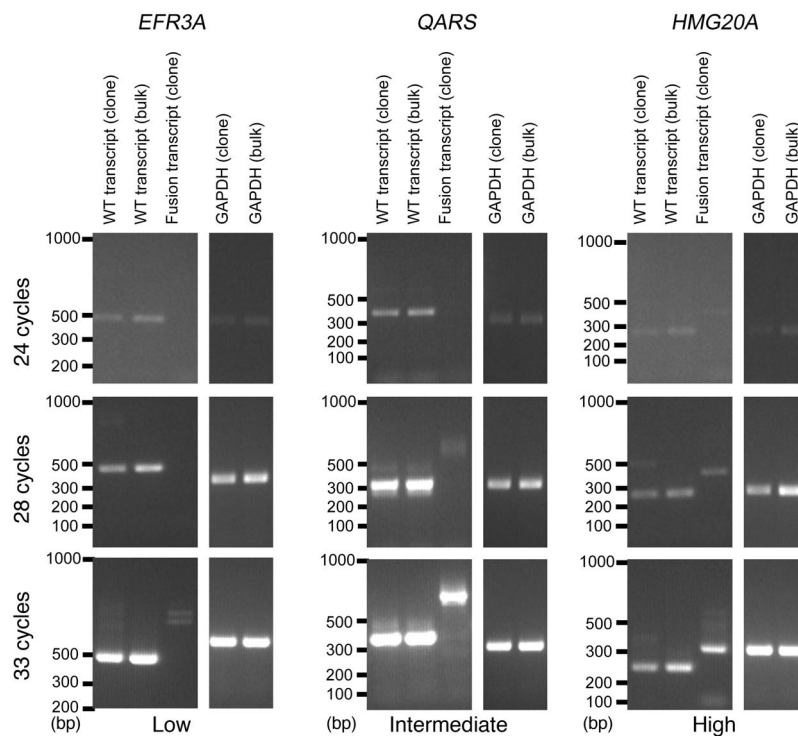 EFR3A QARS HMG20A
WT transcript (clone)
WT transcript (bulk)
Fusion transcript (clone)
GAPDH (clone)
GAPDH (bulk)
WT transcript (clone)
WT transcript (bulk)
Fusion transcript (clone)
GAPDH (clone)
GAPDH (bulk)
WT transcript (clone)
WT transcript (bulk)
Fusion transcript (clone)
GAPDH (clone)
GAPDH (bulk)
24 cycles
1000
500
300
200
1000
500
300
200
100
1000
500
300
200
100
28 cycles
1000
500
300
200
100
1000
500
300
200
100
1000
500
300
200
100
33 cycles
1000
500
300
200
1000
500
300
200
100
1000
500
300
200
100
(bp) Low (bp) Intermediate (bp) High